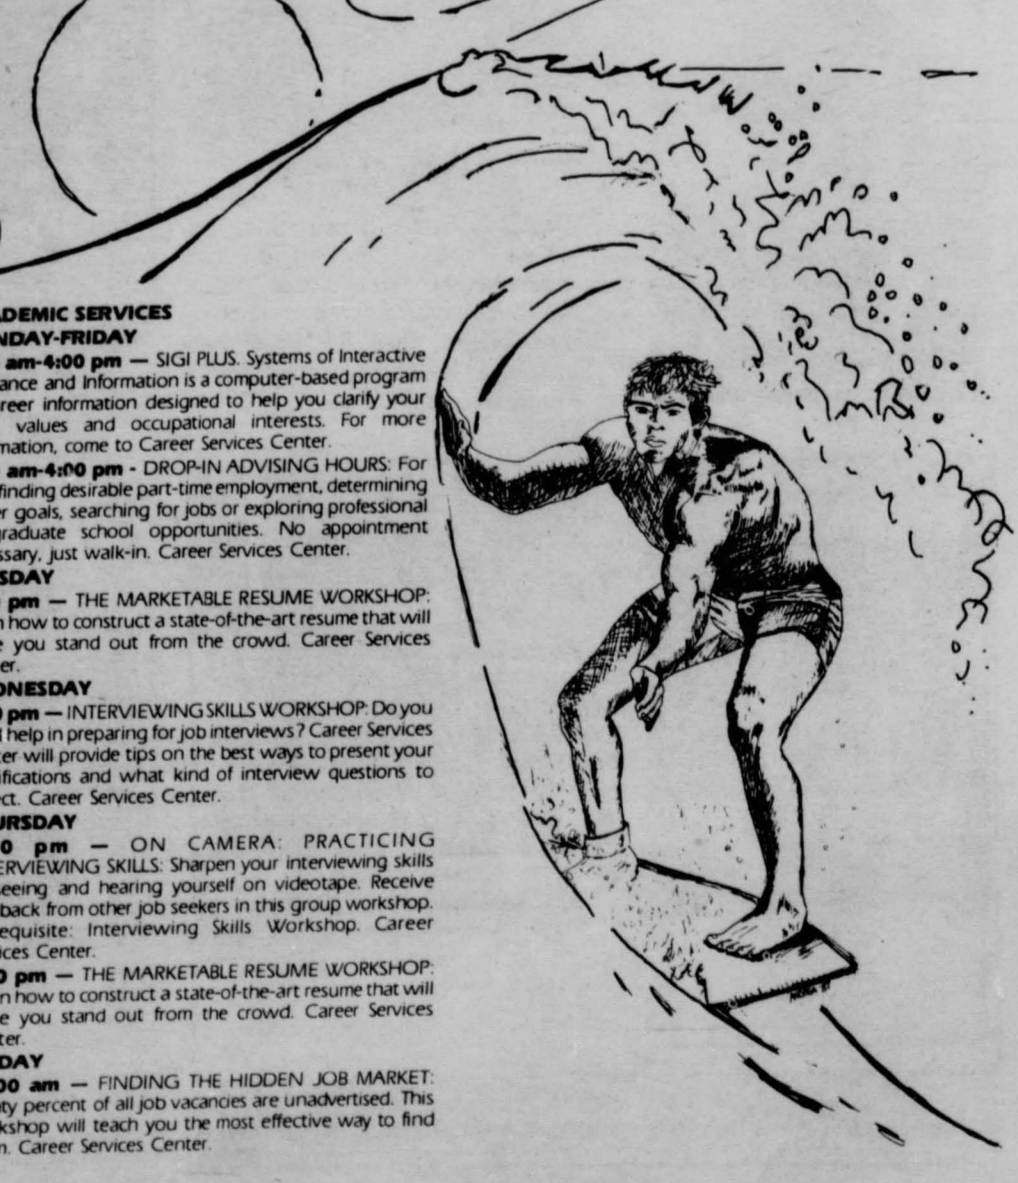 DEMIC SERVICES
NDAY-FRIDAY
am-4:00 pm — SIGI PLUS. Systems of Interactive
ance and Information is a computer-based program
reer information designed to help you clarify your
values and occupational interests. For more
mation, come to Career Services Center.
am-4:00 pm - DROP-IN ADVISING HOURS: For
finding desirable part-time employment, determining
r goals, searching for jobs or exploring professional
graduate school opportunities. No appointment
ssary, just walk-in. Career Services Center.
SDAY
pm — THE MARKETABLE RESUME WORKSHOP:
n how to construct a state-of-the-art resume that will
e you stand out from the crowd. Career Services
er.
DNESDAY
0 pm — INTERVIEWING SKILLS WORKSHOP: Do you
help in preparing for job interviews? Career Services
er will provide tips on the best ways to present your
ifications and what kind of interview questions to
ct. Career Services Center.
URSDAY
0 pm — ON CAMERA: PRACTICING
ERVIEWING SKILLS: Sharpen your interviewing skills
seeing and hearing yourself on videotape. Receive
back from other job seekers in this group workshop.
equisite: Interviewing Skills Workshop. Career
ices Center.
0 pm — THE MARKETABLE RESUME WORKSHOP:
n how to construct a state-of-the-art resume that will
e you stand out from the crowd. Career Services
ter.
DAY
00 am — FINDING THE HIDDEN JOB MARKET:
ty percent of all job vacancies are unadvertised. This
kshop will teach you the most effective way to find
m. Career Services Center.